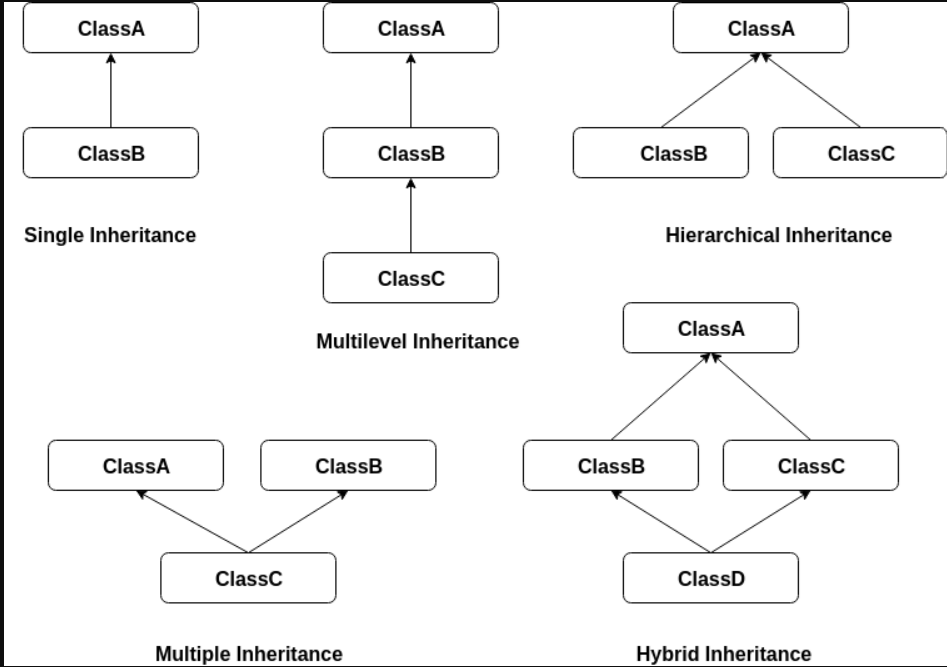 ClassA
ClassB
Single Inheritance
ClassA
ClassB
ClassC
Multilevel Inheritance
ClassA
ClassB
ClassC
Hierarchical Inheritance
ClassA
ClassB
ClassC
Multiple Inheritance
ClassA
ClassB
ClassC
ClassD
Hybrid Inheritance